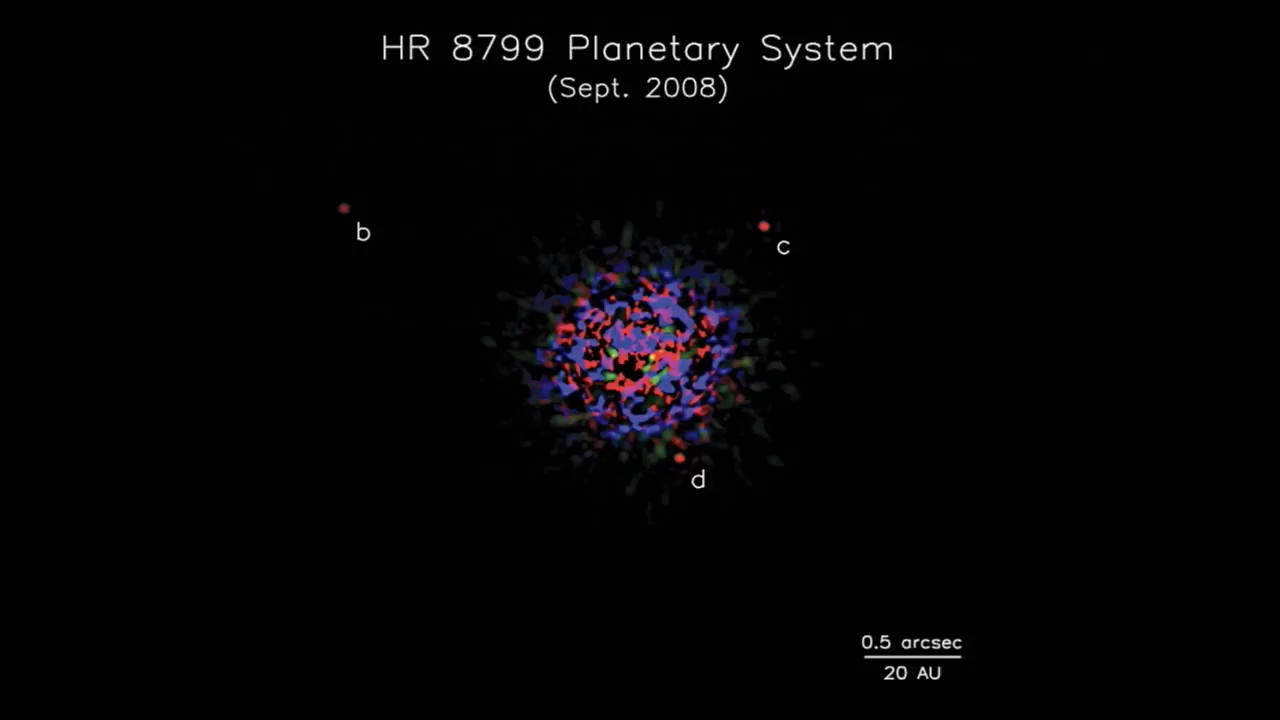 HR 8799 Planetary System
(Sept. 2008)
b
c
d
0.5 arcsec
20 AU